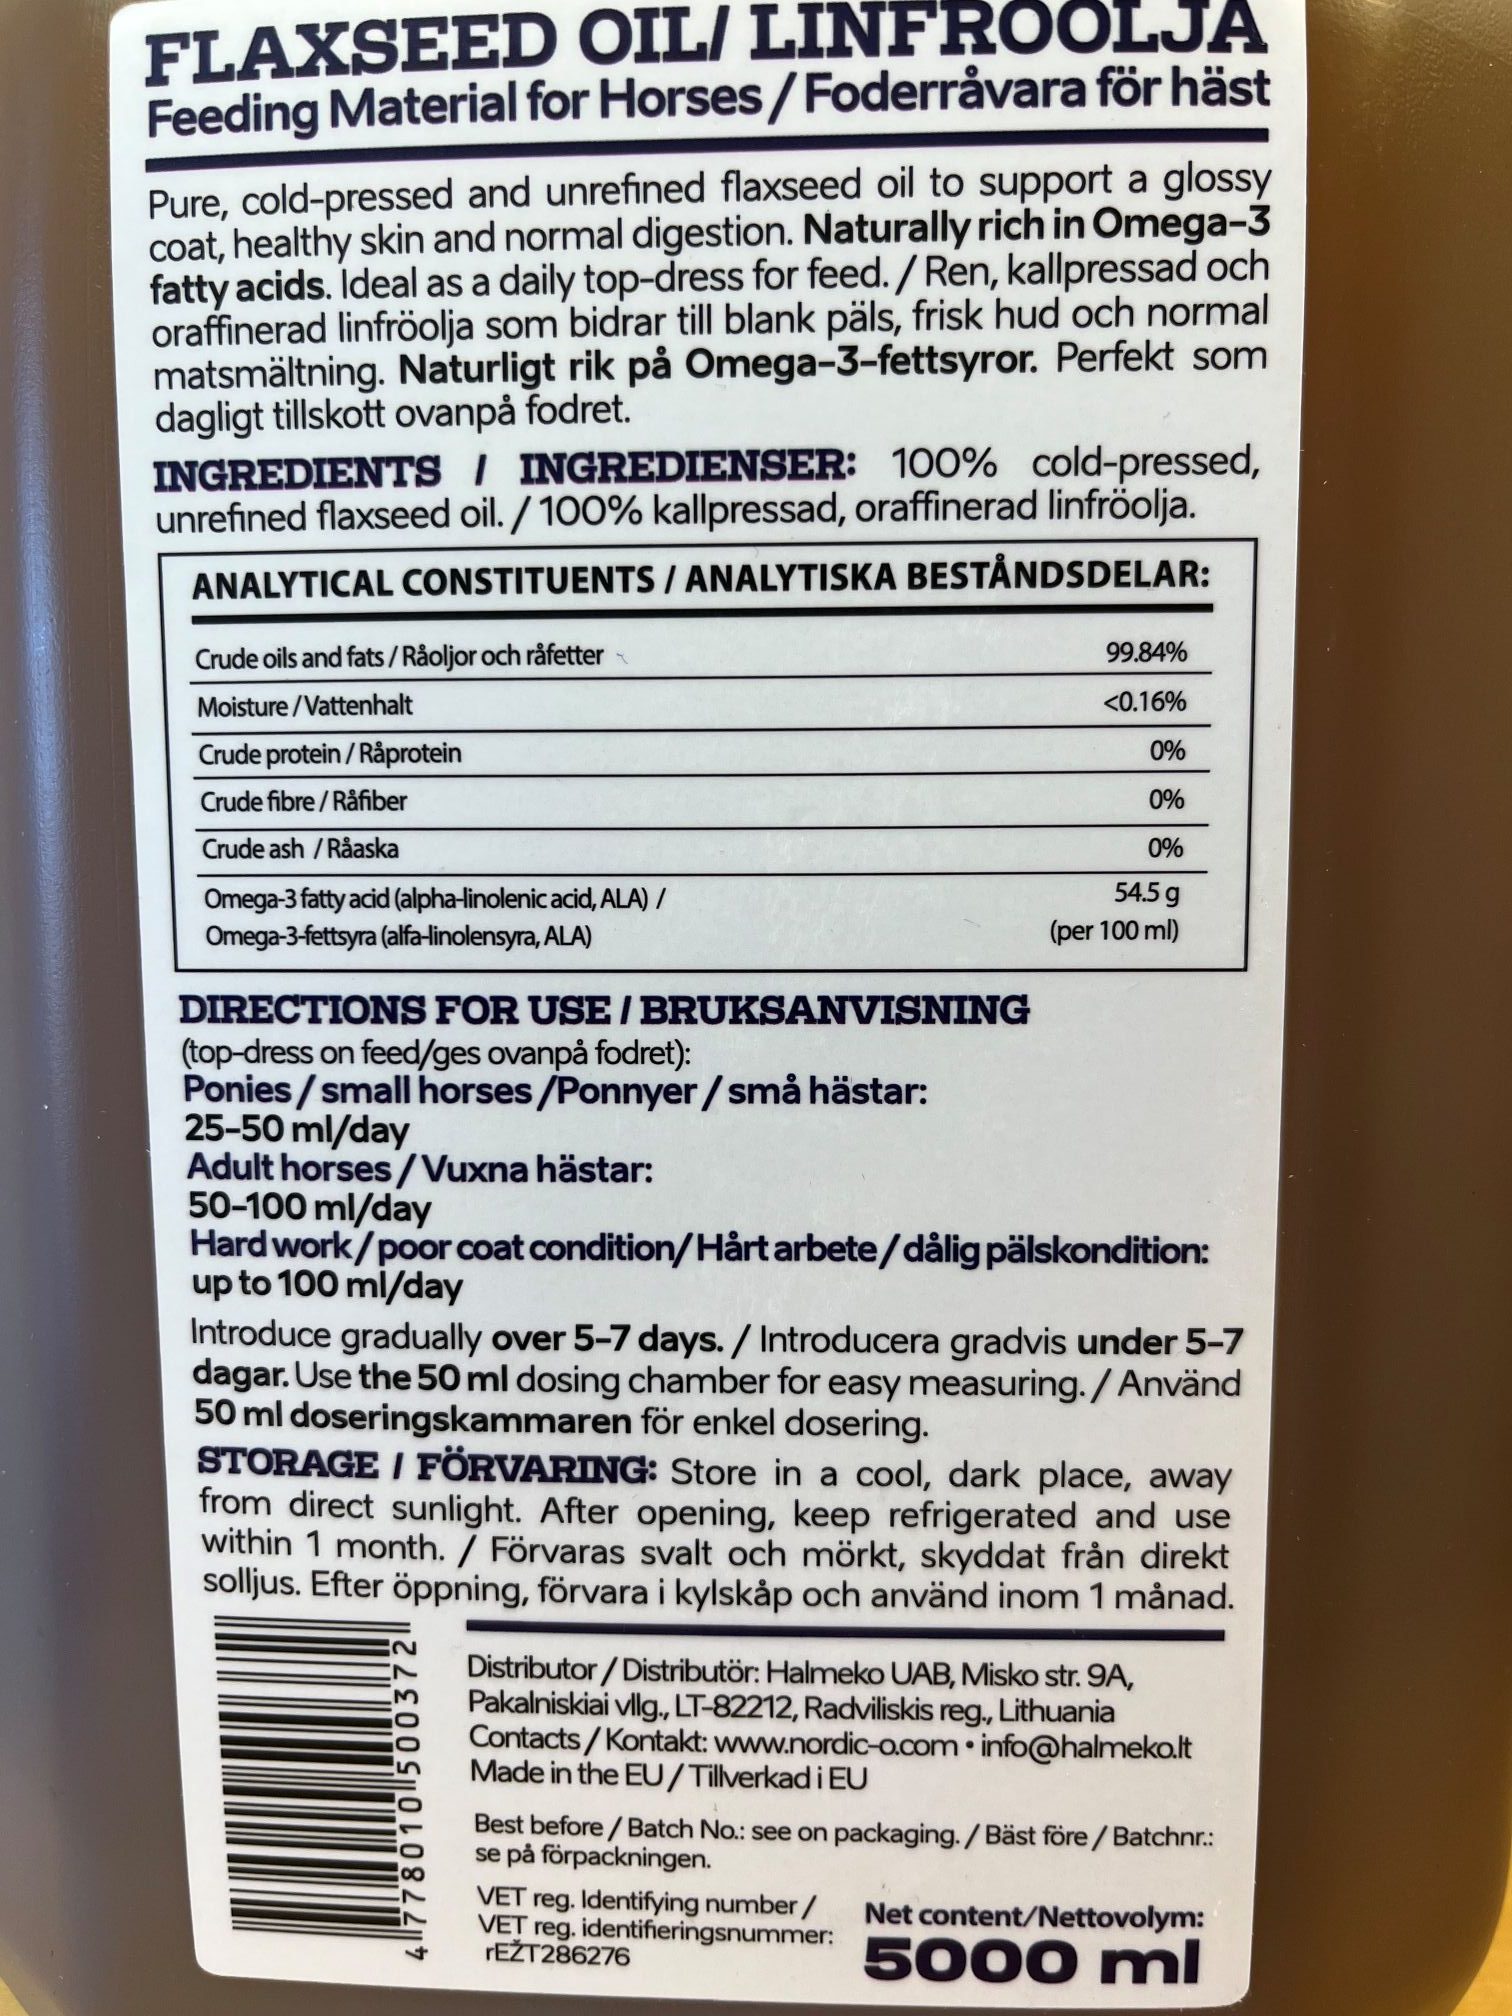 FLAXSEED OIL/ LINFRÖOLJA
Feeding Material for Horses / Foderråvara för häst
Pure, cold-pressed and unrefined flaxseed oil to support a glossy
coat, healthy skin and normal digestion. Naturally rich in Omega-3
fatty acids. Ideal as a daily top-dress for feed. / Ren, kallpressad och
oraffinerad linfröolja som bidrar till blank päls, frisk hud och normal
matsmältning. Naturligt rik på Omega-3-fettsyror. Perfekt som
dagligt tillskott ovanpå fodret.
INGREDIENTS / INGREDIENSER: 100% cold-pressed,
unrefined flaxseed oil. / 100% kallpressad, oraffinerad linfröolja.
ANALYTICAL CONSTITUENTS / ANALYTISKA BESTÅNDSDELAR:
Crude oils and fats / Råoljor och råfetter 99.84%
Moisture / Vattenhalt <0.16%
Crude protein / Råprotein 0%
Crude fibre / Råfiber 0%
Crude ash / Råaska 0%
Omega-3 fatty acid (alpha-linolenic acid, ALA) / 54.5 g
Omega-3-fettsyra (alfa-linolensyra, ALA) (per 100 ml)
DIRECTIONS FOR USE / BRUKSANVISNING
(top-dress on feed/ges ovanpå fodret):
Ponies / small horses /Ponnyer / små hästar:
25-50 ml/day
Adult horses / Vuxna hästar:
50-100 ml/day
Hard work / poor coat condition/ Hårt arbete / dålig pälskondition:
up to 100 ml/day
Introduce gradually over 5-7 days. / Introducera gradvis under 5-7
dagar. Use the 50 ml dosing chamber for easy measuring. / Använd
50 ml doseringskammaren för enkel dosering.
STORAGE / FÖRVARING: Store in a cool, dark place, away
from direct sunlight. After opening, keep refrigerated and use
within 1 month. / Förvaras svalt och mörkt, skyddat från direkt
solljus. Efter öppning, förvara i kylskåp och använd inom 1 månad.
4 778010 500372
Distributor / Distributör: Halmeko UAB, Misko str. 9A,
Pakalniskiai vllg., LT-82212, Radviliskis reg., Lithuania
Contacts / Kontakt: www.nordic-o.com • info@halmeko.lt
Made in the EU / Tillverkad i EU
Best before / Batch No.: see on packaging. / Bäst före / Batchnr.:
se på förpackningen.
VET reg. Identifying number /
VET reg. identifieringsnummer:
rEŽT286276
Net content/Nettovolym:
5000 ml